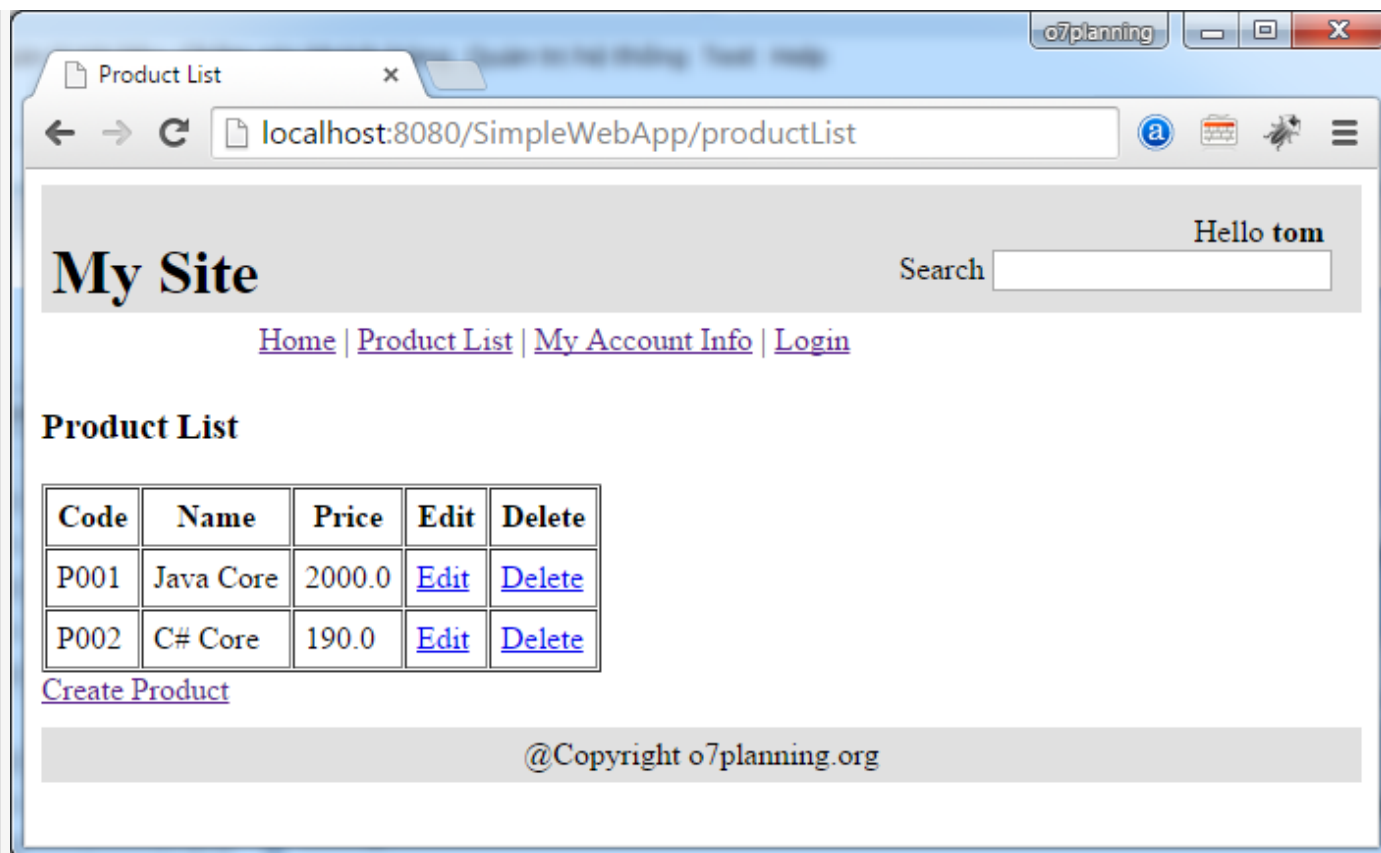 o7planning
Product List
localhost:8080/SimpleWebApp/productList
Hello tom
My Site
Search
Home | Product List | My Account Info | Login
Product List
Code Name Price Edit Delete
P001 Java Core 2000.0 Edit Delete
P002 C# Core 190.0 Edit Delete
Create Product
@Copyright o7planning.org